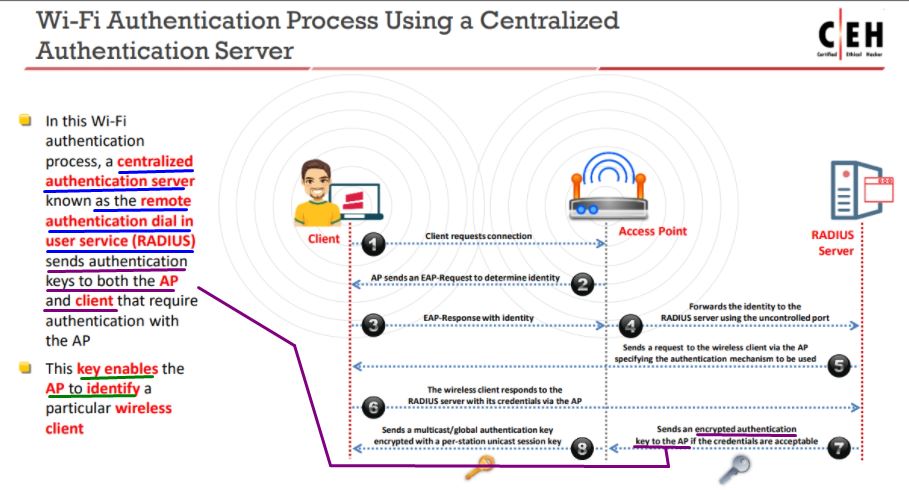 Wi-Fi Authentication Process Using a Centralized
Authentication Server
CEH
Certified Ethical Hacker
In this Wi-Fi
authentication
process, a centralized
authentication server
known as the remote
authentication dial in
user service (RADIUS)
sends authentication
keys to both the AP
and client that require
authentication with
the AP
This key enables the
AP to identify a
particular wireless
client
Client
Access Point
RADIUS
Server
1
Client requests connection
AP sends an EAP-Request to determine identity
2
3
EAP-Response with identity
4
Forwards the identity to the
RADIUS server using the uncontrolled port
Sends a request to the wireless client via the AP
specifying the authentication mechanism to be used
5
6
The wireless client responds to the
RADIUS server with its credentials via the AP
Sends a multicast/global authentication key
encrypted with a per-station unicast session key
8
Sends an encrypted authentication
key to the AP if the credentials are acceptable
7